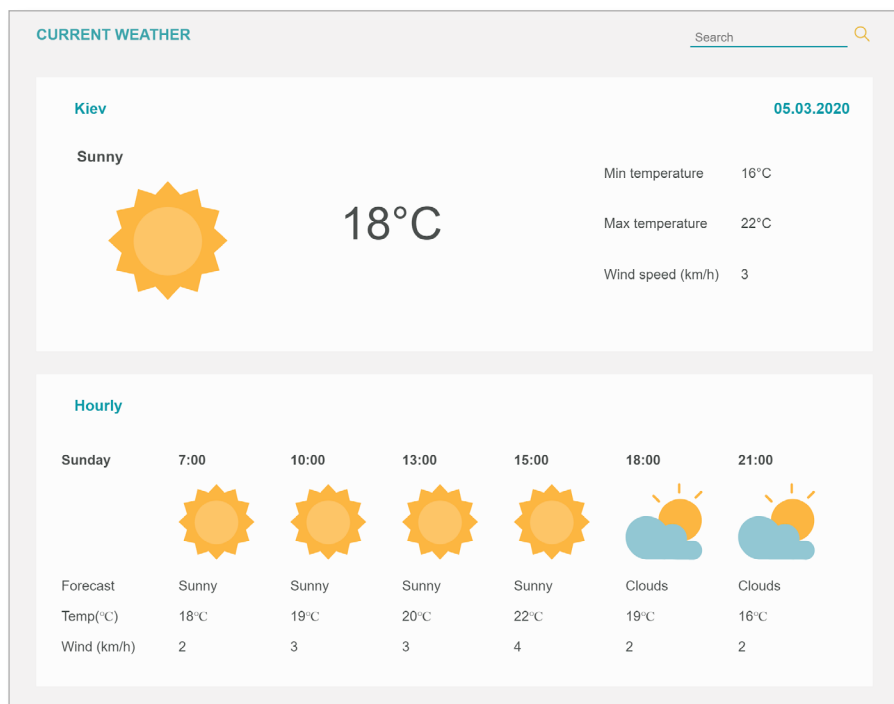 CURRENT WEATHER Search
Kiev 05.03.2020
Sunny
18°C
Min temperature 16°C
Max temperature 22°C
Wind speed (km/h) 3
Hourly
Sunday 7:00 10:00 13:00 15:00 18:00 21:00
Forecast Sunny Sunny Sunny Sunny Clouds Clouds
Temp(℃) 18℃ 19℃ 20℃ 22℃ 19℃ 16℃
Wind (km/h) 2 3 3 4 2 2